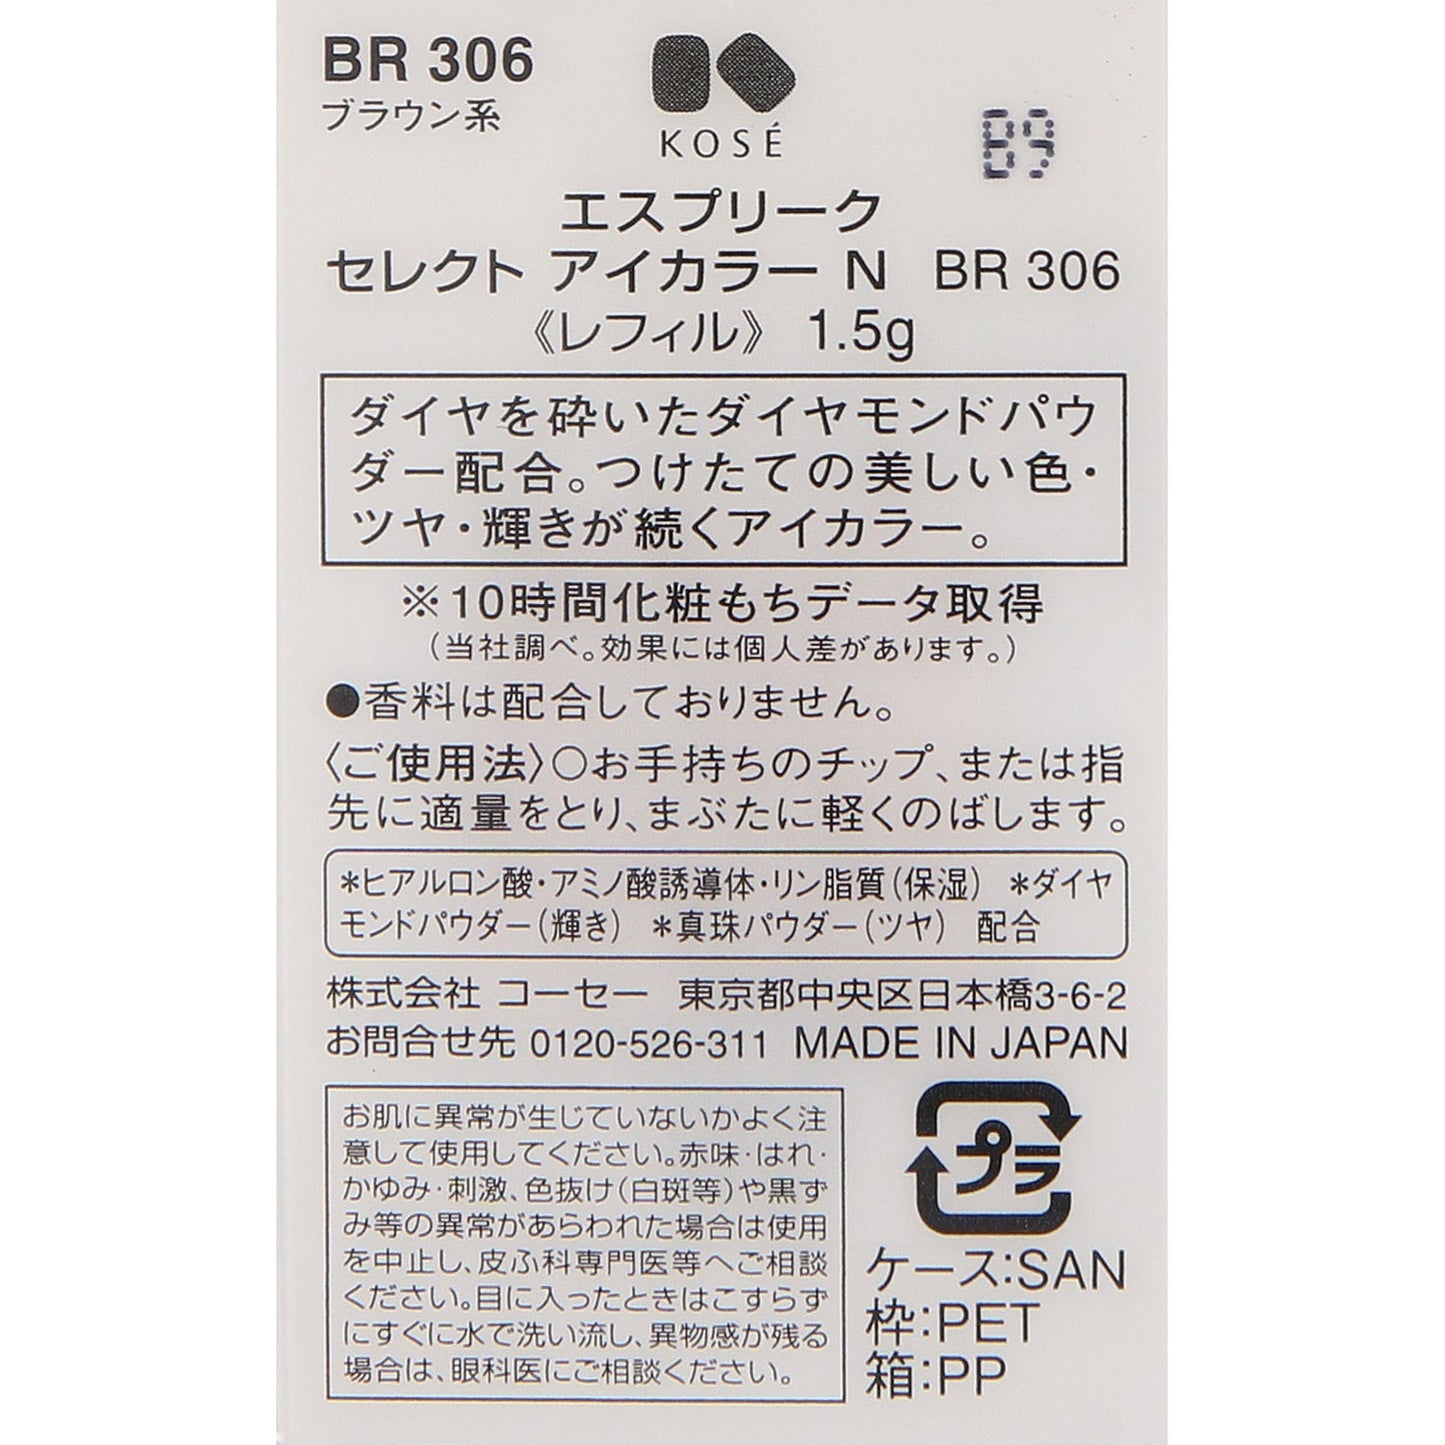 BR 306
ブラウン系
KOSÉ
B9
エスプリーク
セレクト アイカラー N BR 306
《レフィル》 1.5g
ダイヤを砕いたダイヤモンドパウ
ダー配合。つけたての美しい色・
ツヤ・輝きが続くアイカラー。
※10時間化粧もちデータ取得
(当社調べ。効果には個人差があります。)
●香料は配合しておりません。
〈ご使用法〉○お手持ちのチップ、または指
先に適量をとり、まぶたに軽くのばします。
*ヒアルロン酸・アミノ酸誘導体・リン脂質(保湿) *ダイヤ
モンドパウダー(輝き) *真珠パウダー(ツヤ) 配合
株式会社 コーセー 東京都中央区日本橋3-6-2
お問合せ先 0120-526-311 MADE IN JAPAN
お肌に異常が生じていないかよく注
意して使用してください。赤味・はれ・
かゆみ・刺激、色抜け(白斑等)や黒ず
み等の異常があらわれた場合は使用
を中止し、皮ふ科専門医等へご相談
ください。目に入ったときはこすらず
にすぐに水で洗い流し、異物感が残る
場合は、眼科医にご相談ください。
プラ
ケース:SAN
枠:PET
箱:PP